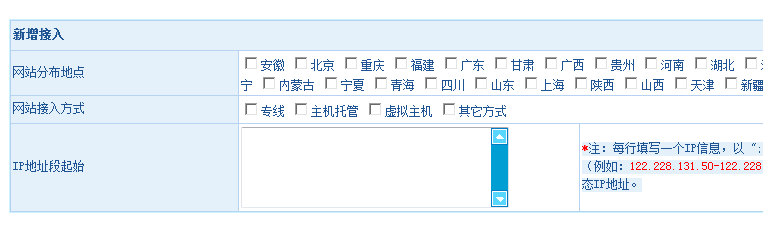 新增接入
网站分布地点
安徽 北京 重庆 福建 广东 甘肃 广西 贵州 河南 湖北
宁 内蒙古 宁夏 青海 四川 山东 上海 陕西 山西 天津 新疆
网站接入方式
专线 主机托管 虚拟主机 其它方式
IP地址段起始
*注：每行填写一个IP信息，以“
（例如：122.228.131.50-122.228
态IP地址。